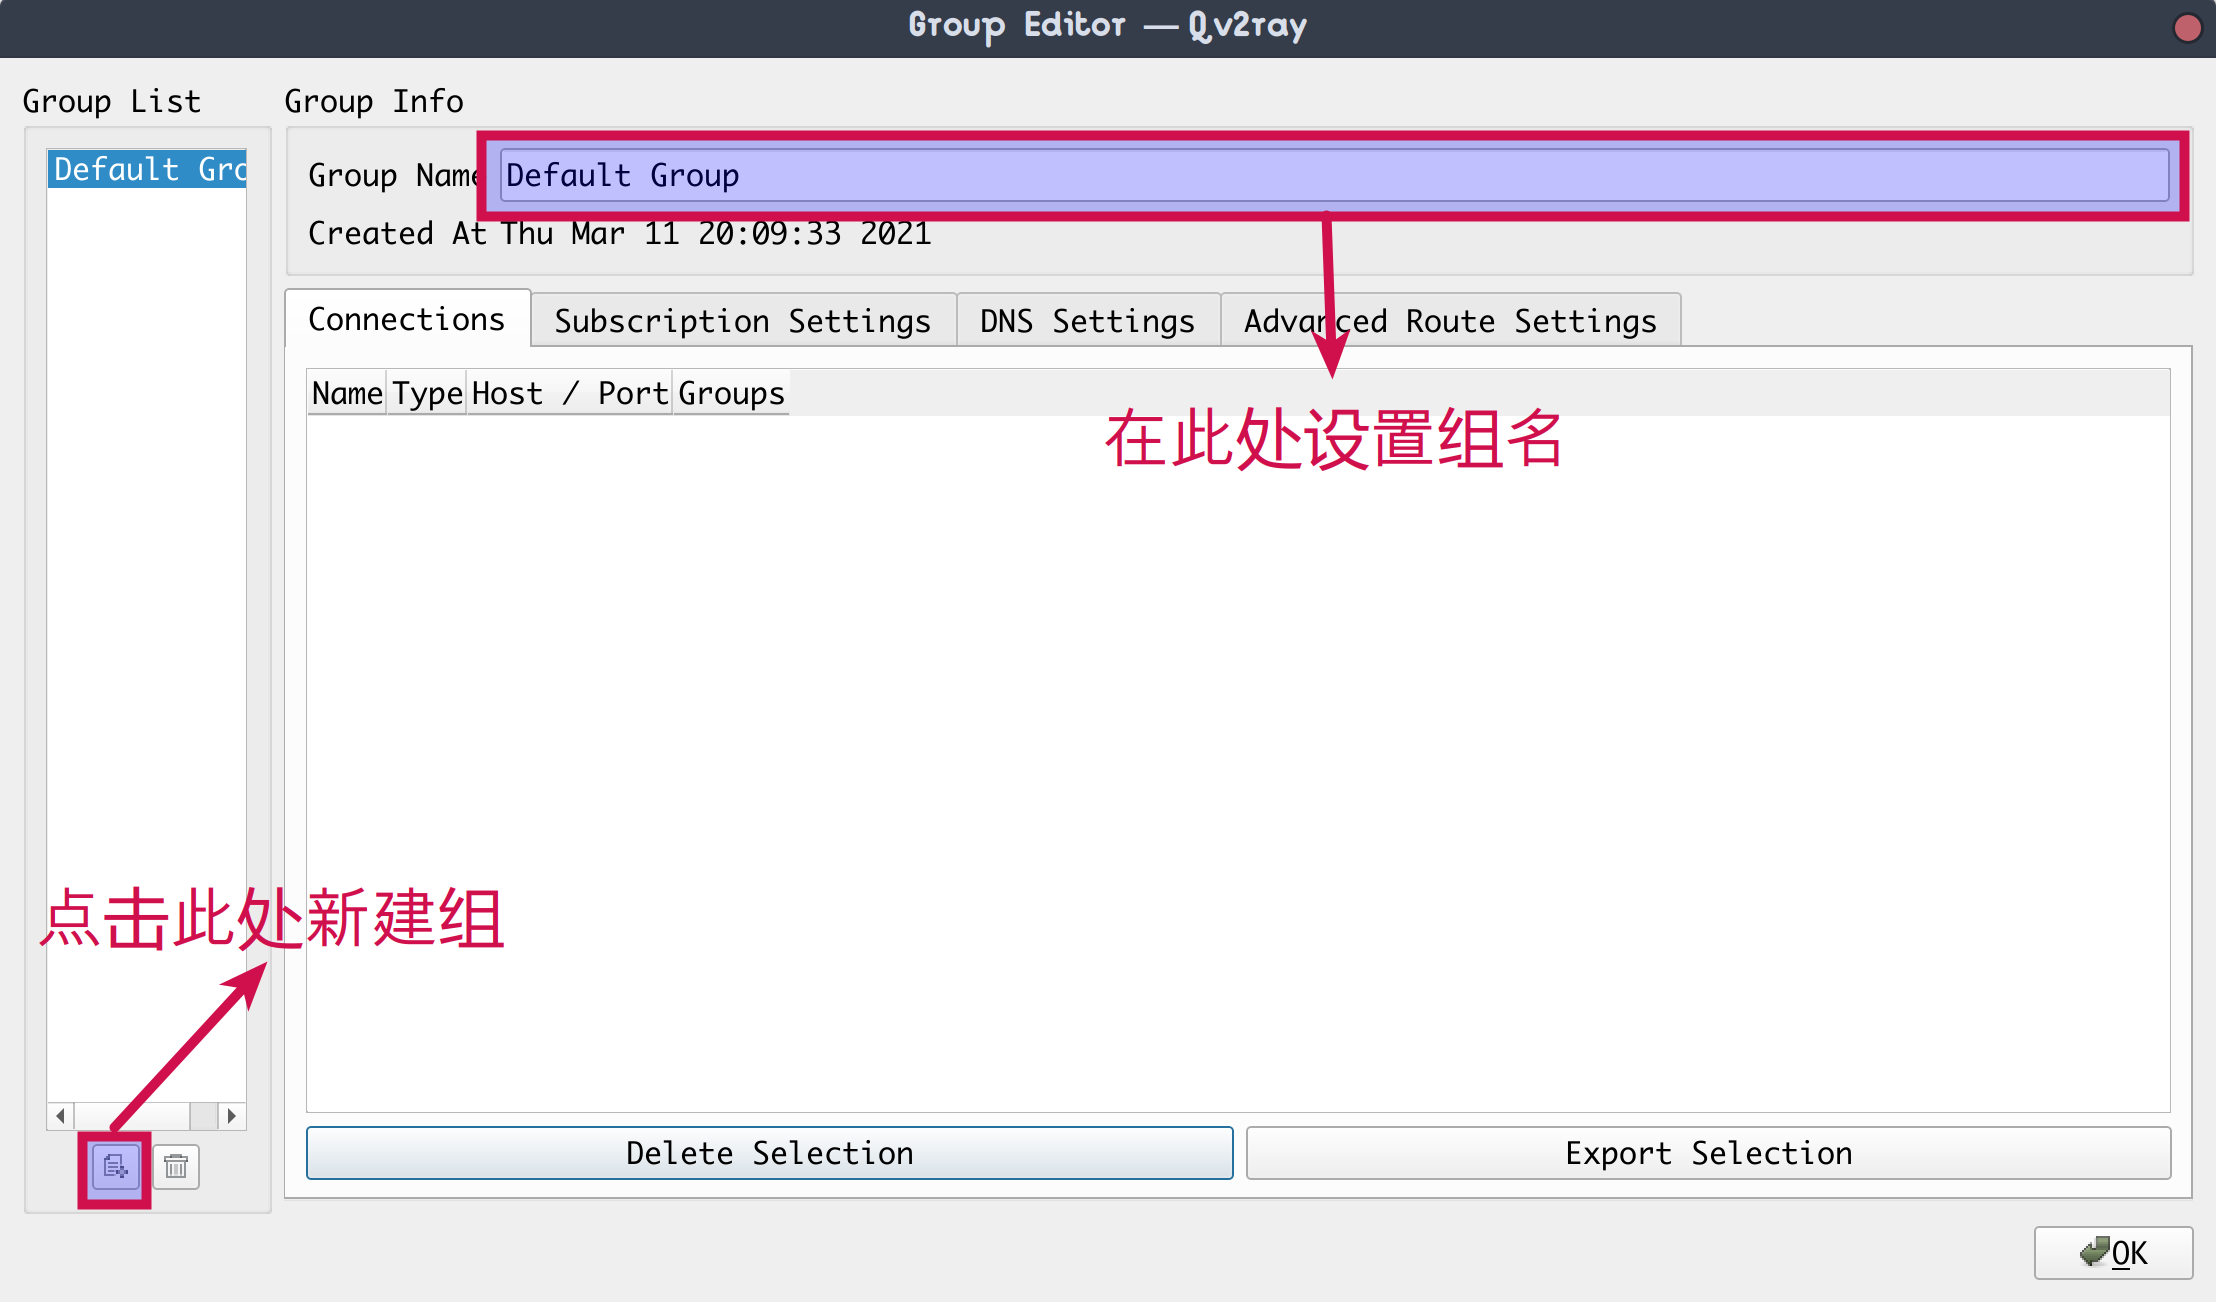 Group Editor — Qv2ray
Group List
Group Info
Default Gro
Group Name
Default Group
Created At Thu Mar 11 20:09:33 2021
Connections
Subscription Settings
DNS Settings
Advanced Route Settings
Name
Type
Host / Port
Groups
在此处设置组名
点击此处新建组
Delete Selection
Export Selection
OK